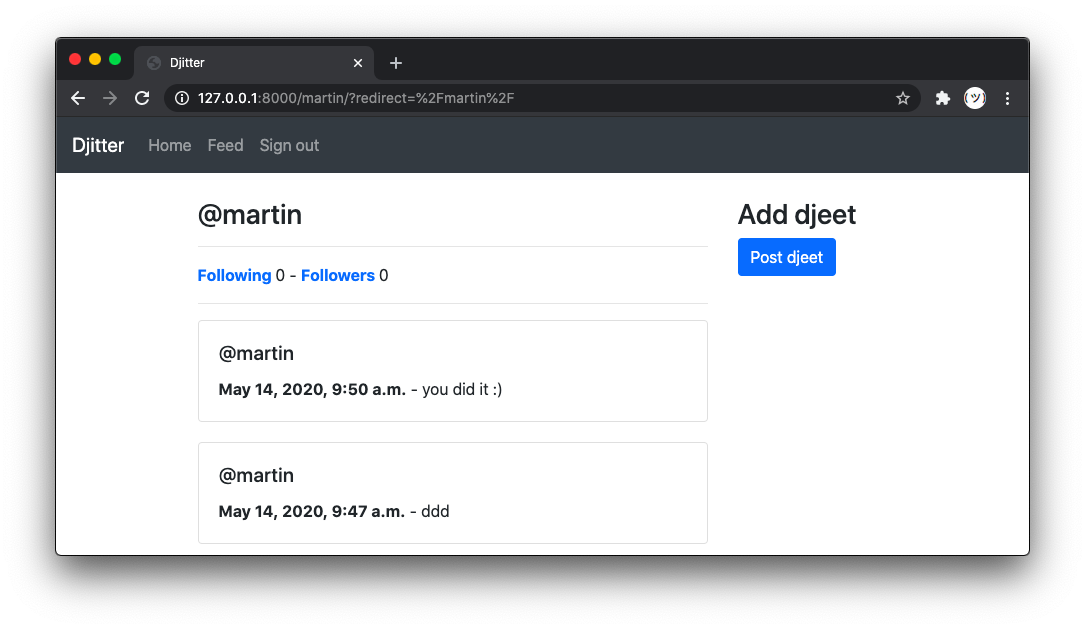 Djitter
127.0.0.1:8000/martin/?redirect=%2Fmartin%2F
(ツ)
Djitter Home Feed Sign out
@martin
Following 0 - Followers 0
@martin
May 14, 2020, 9:50 a.m. - you did it :)
@martin
May 14, 2020, 9:47 a.m. - ddd
Add djeet
Post djeet